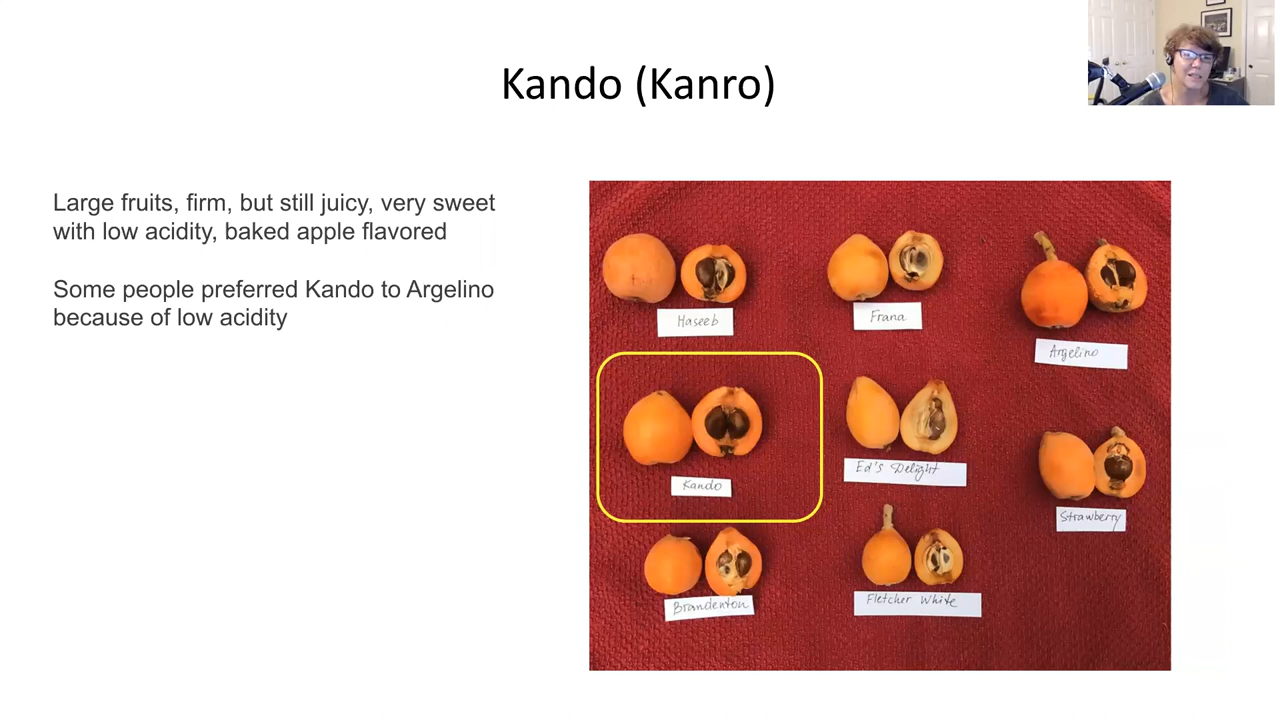 Kando (Kanro)
Large fruits, firm, but still juicy, very sweet
with low acidity, baked apple flavored
Some people preferred Kando to Argelino
because of low acidity
Haseeb
Frana
Argelino
Kando
Ed's Delight
Strawberry
Brandenton
Fletcher White